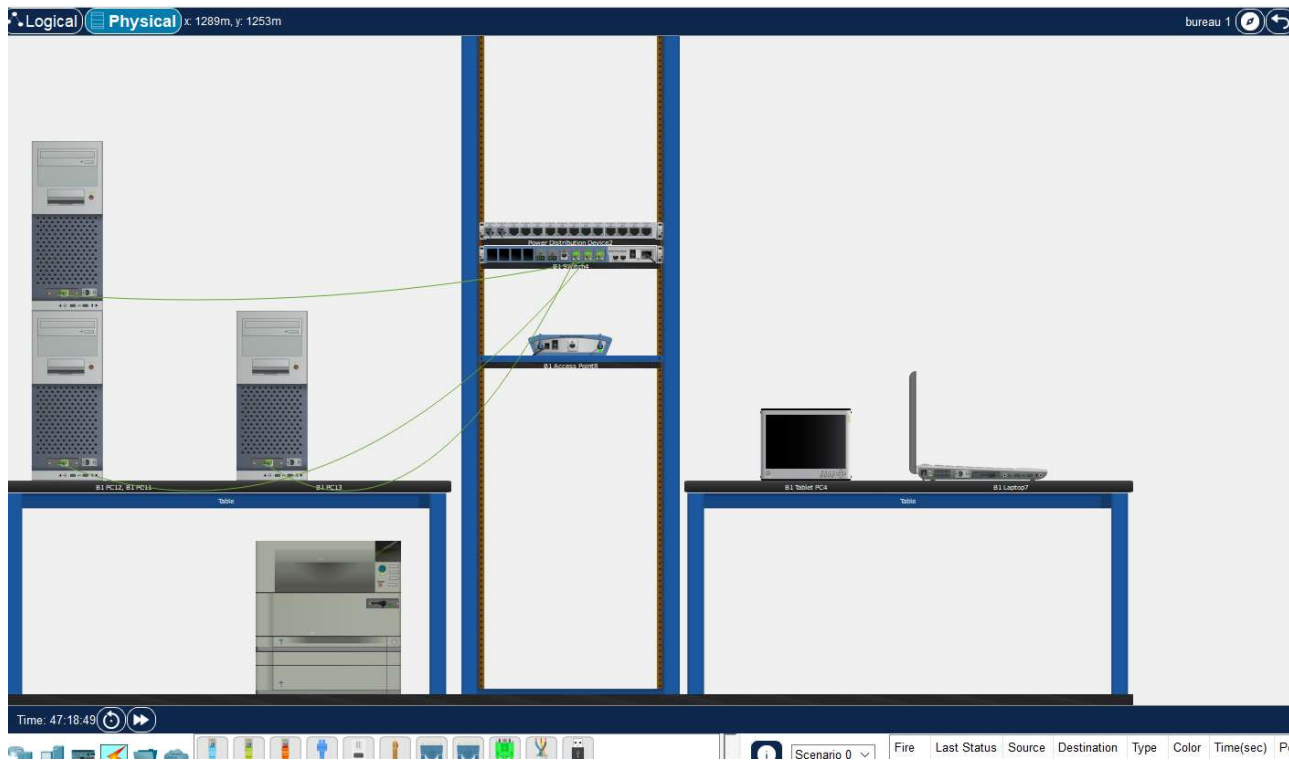 Logical Physical x: 1289m, y: 1253m bureau 1
Power Distribution Device2
B1 Switch4
B1 Access Point8
B1 PC12, B1 PC11 B1 PC13
B1 Tablet PC4 B1 Laptop7
Table Table
Time: 47:18:49
Scenario 0 Fire Last Status Source Destination Type Color Time(sec)